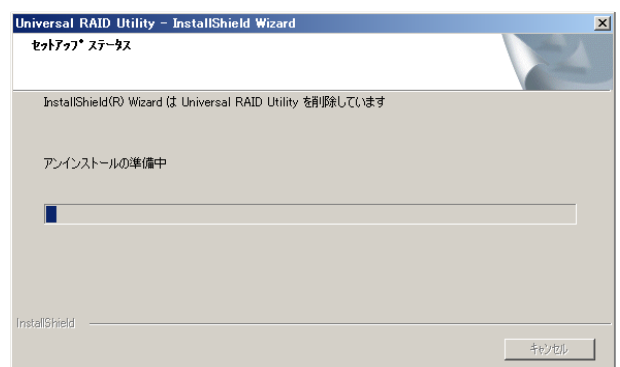 Universal RAID Utility - InstallShield Wizard
セットアップ ステータス
InstallShield(R) Wizard は Universal RAID Utility を削除しています
アンインストールの準備中
InstallShield
キャンセル